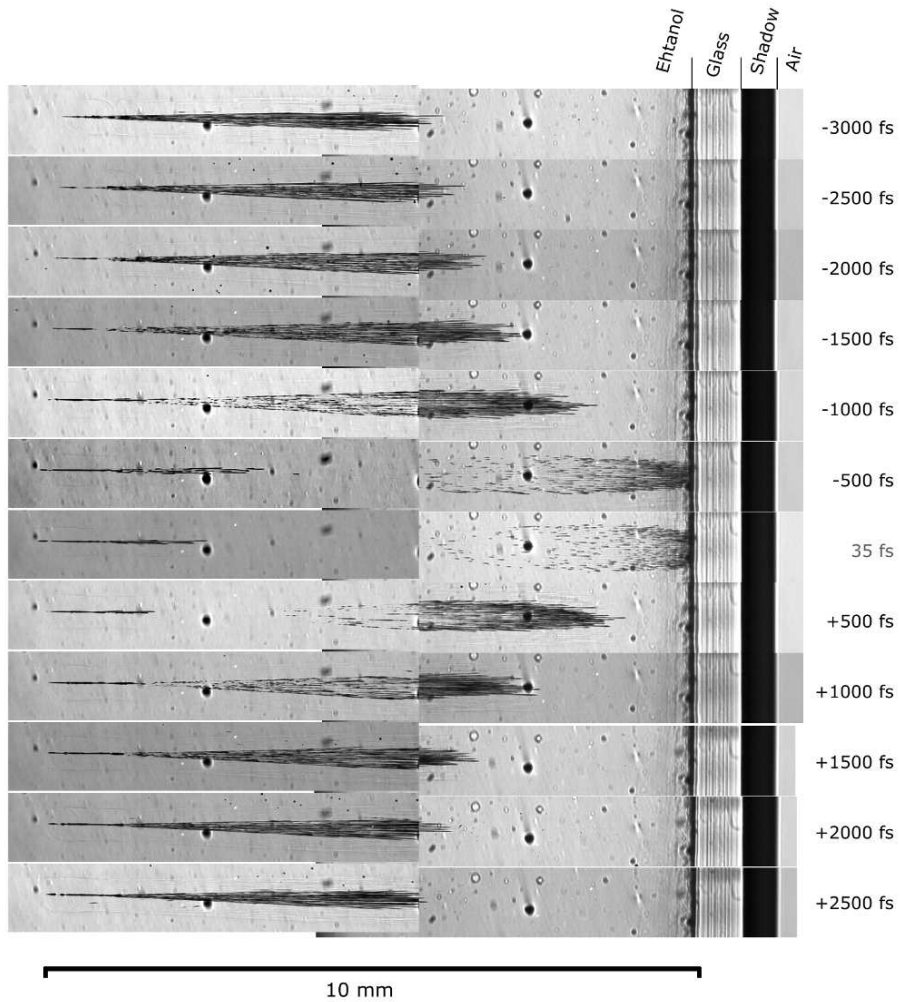 Ehtanol
Glass
Shadow
Air
-3000 fs
-2500 fs
-2000 fs
-1500 fs
-1000 fs
-500 fs
35 fs
+500 fs
+1000 fs
+1500 fs
+2000 fs
+2500 fs
10 mm